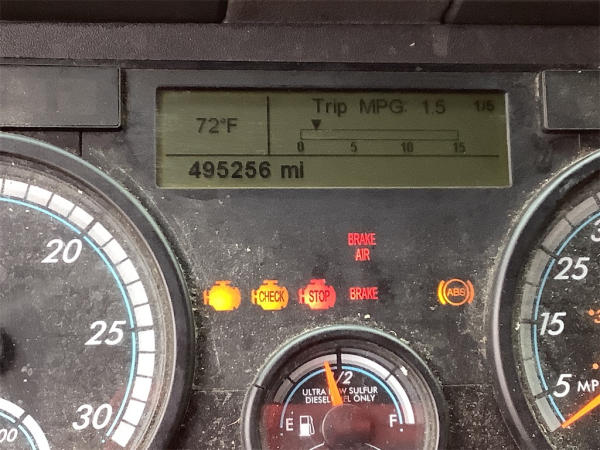 Trip MPG: 1.5 1/5
72°F
0 5 10 15
495256 mi
BRAKE
AIR
CHECK STOP BRAKE ABS
20
25
30
25
15
5 MP
1/2
ULTRA LOW SULFUR
DIESEL FUEL ONLY
E F